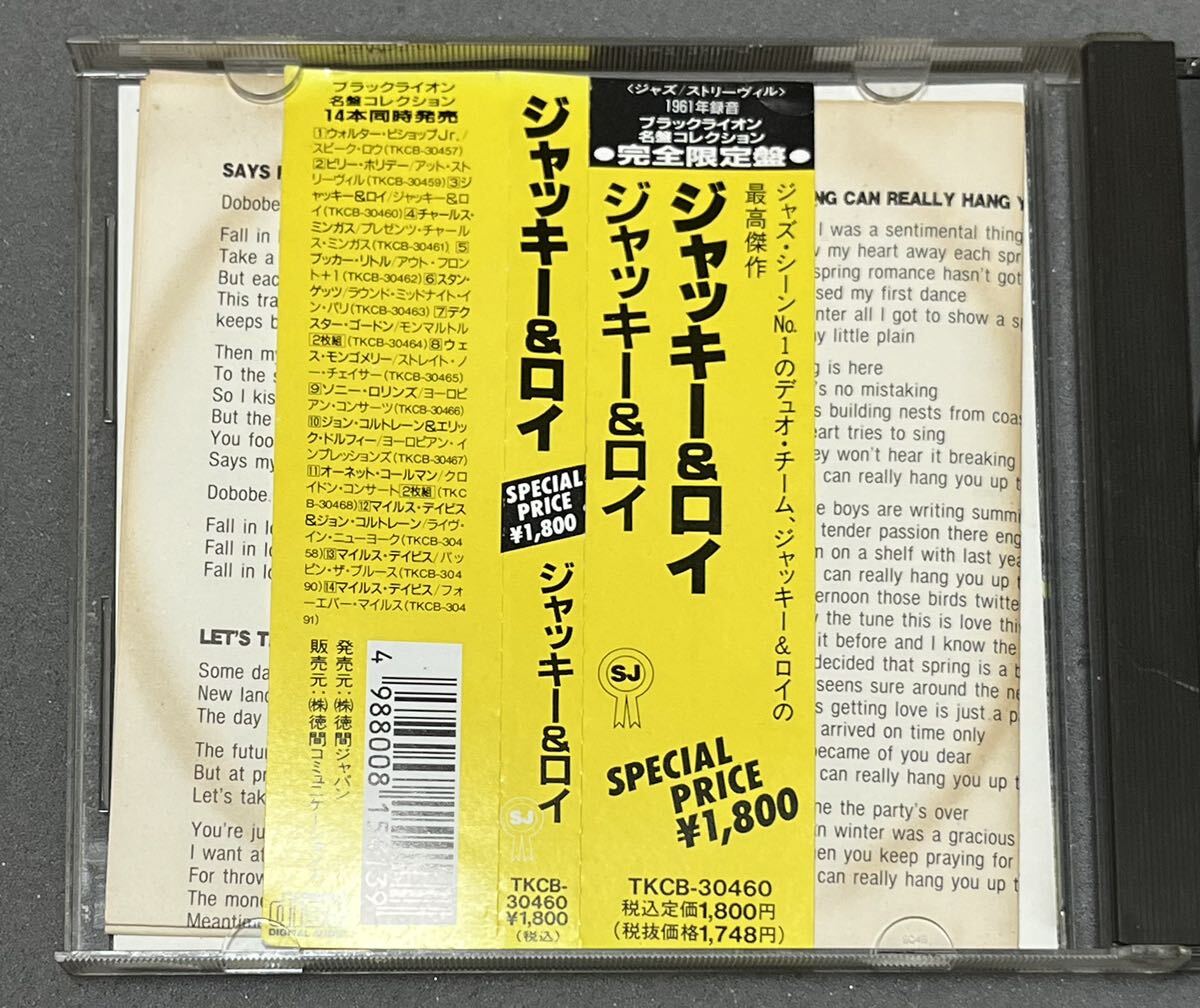 SAYS
Dobobe
Fall in
Take a
But eac
This tra
keeps b
Then my
To the s
So I kis
But the
You foo
Says my
Dobobe
Fall in lo
Fall in lo
Fall in lo
LET'S T
Some da
New lanc
The day
The futu
But at pr
Let's tak
You're ju
I want at
For throw
The mone
Meantim
ブラックライオン
名盤コレクション
14本同時発売
1ウォルター・ビショップJr./
スピーク・ロウ(TKCB-30457)
2ビリー・ホリデー/アット・スト
リーヴィル(TKCB-30459)3ジ
ャッキー&ロイ/ジャッキー&ロ
イ(TKCB-30460)4チャールス・
ミンガス/プレゼンツ・チャール
ス・ミンガス(TKCB-30461)5
ブッカー・リトル/アウト・フロン
ト+1(TKCB-30462)6スタン・
ゲッツ/ラウンド・ミッドナイト・イ
ン・パリ(TKCB-30463)7デク
スター・ゴードン/モンマルトル
2枚組(TKCB-30464)8ウェ
ス・モンゴメリー/ストレイト・ノ
ー・チェイサー(TKCB-30465)
9ソニー・ロリンズ/ヨーロピ
アン・コンサーツ(TKCB-30466)
10ジョン・コルトレーン&エリッ
ク・ドルフィー/ヨーロピアン・イ
ンプレッションズ(TKCB-30467)
11オーネット・コールマン/クロ
イドン・コンサート2枚組(TKC
B-30468)12マイルス・デイビス
&ジョン・コルトレーン/ライヴ・
イン・ニューヨーク(TKCB-304
58)13マイルス・デイビス/バッ
ピン・ザ・ブルース(TKCB-304
90)14マイルス・デイビス/フォ
ーエバー・マイルス(TKCB-304
91)
発売元:(株)徳間ジャパン
販売元:(株)徳間コミュニケー
4 988008 1
39
DIGITAL AUDIO
ジャッキー&ロイ
SPECIAL
PRICE
¥1,800
ジャッキー&ロイ
SJ
TKCB-
30460
¥1,800
(税込)
〈ジャズ/ストリーヴィル〉
1961年録音
ブラックライオン
名盤コレクション
●完全限定盤●
ジャズ・シーンNo.1のデュオ・チーム、ジャッキー&ロイの
最高傑作
ジャッキー&ロイ
ジャッキー&ロイ
SJ
SPECIAL
PRICE
¥1,800
TKCB-30460
税込定価1,800円
(税抜価格1,748円)
NG CAN REALLY HANG Y
I was a sentimental thing
y my heart away each spr
spring romance hasn't got
sed my first dance
nter all I got to show a sp
ny little plain
g is here
's no mistaking
s building nests from coas
eart tries to sing
ey won't hear it breaking
can really hang you up t
e boys are writing summi
tender passion there eng
n on a shelf with last yea
can really hang you up t
ernoon those birds twitte
y the tune this is love this
it before and I know the
decided that spring is a b
seens sure around the ne
s getting love is just a p
arrived on time only
became of you dear
can really hang you up t
ne the party's over
n winter was a gracious
en you keep praying for
can really hang you up t